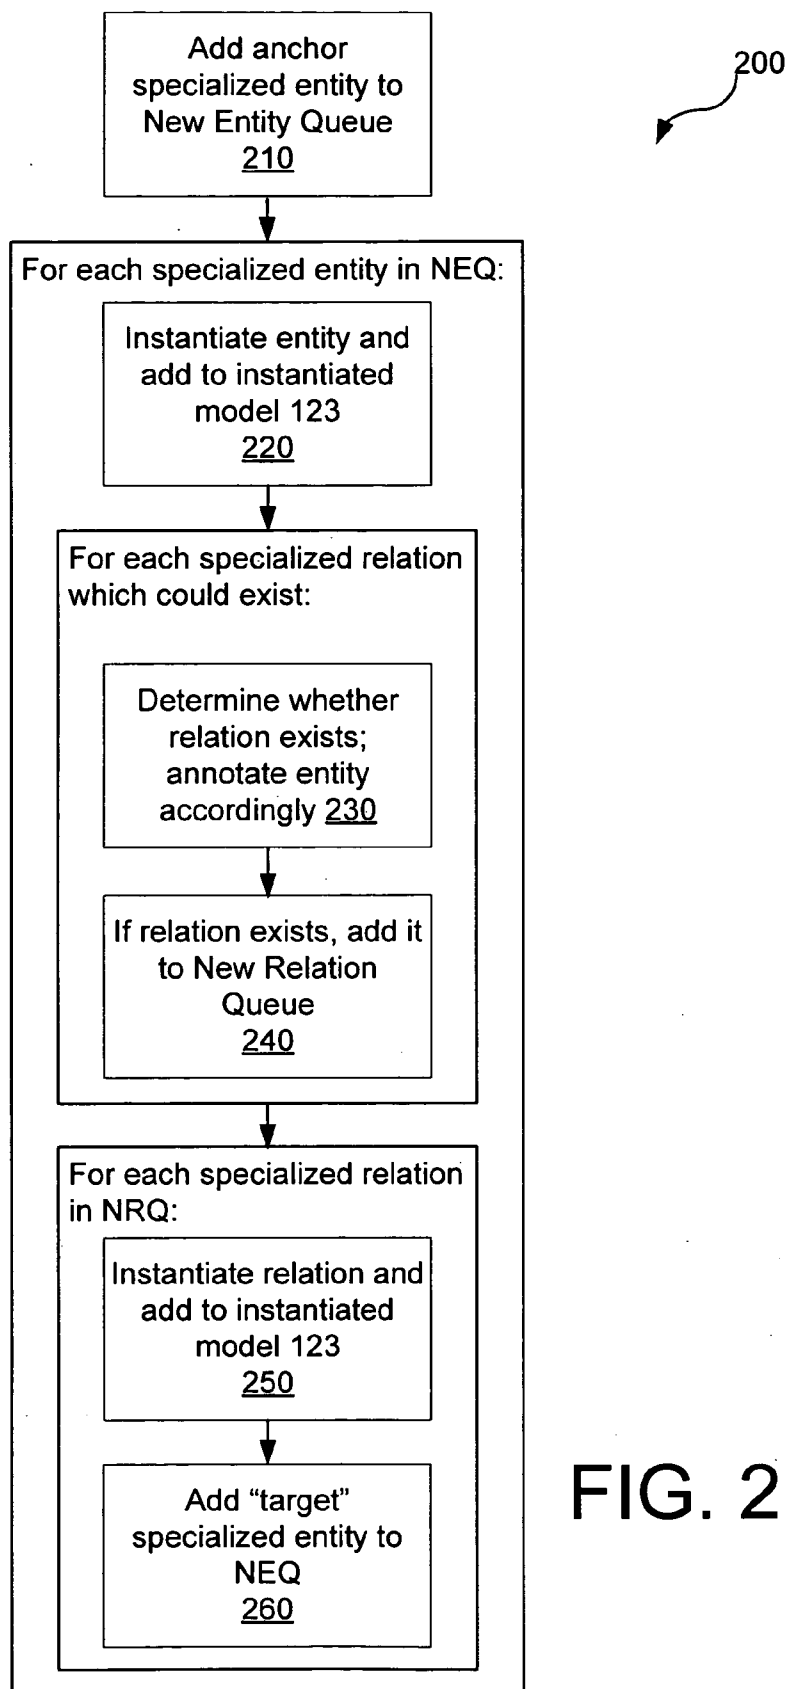 Add anchor
specialized entity to
New Entity Queue
210
200
For each specialized entity in NEQ:
Instantiate entity and
add to instantiated
model 123
220
For each specialized relation
which could exist:
Determine whether
relation exists;
annotate entity
accordingly 230
If relation exists, add it
to New Relation
Queue
240
For each specialized relation
in NRQ:
Instantiate relation and
add to instantiated
model 123
250
Add “target”
specialized entity to
NEQ
260
FIG. 2